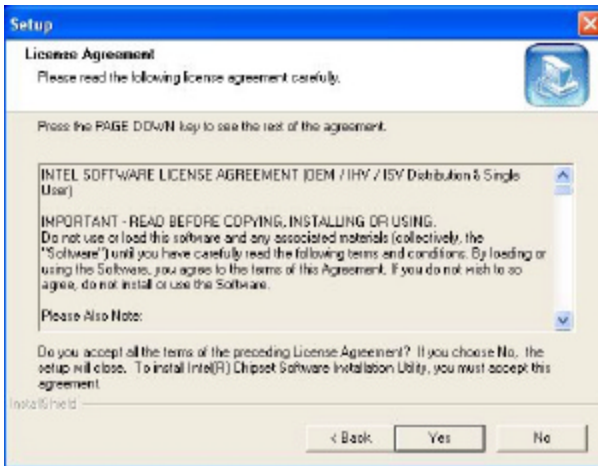 Setup
License Agreement
Please read the following license agreement carefully.
Press the PAGE DOWN key to see the rest of the agreement.
INTEL SOFTWARE LICENSE AGREEMENT (OEM / IHV / ISV Distribution & Single
User)
IMPORTANT - READ BEFORE COPYING, INSTALLING OR USING.
Do not use or load this software and any associated materials (collectively, the
"Software") until you have carefully read the following terms and conditions. By loading or
using the Software, you agree to the terms of this Agreement. If you do not wish to so
agree, do not install or use the Software.
Please Also Note:
Do you accept all the terms of the preceding License Agreement? If you choose No, the
setup will close. To install Intel(R) Chipset Software Installation Utility, you must accept this
agreement.
InstallShield
< Back
Yes
No